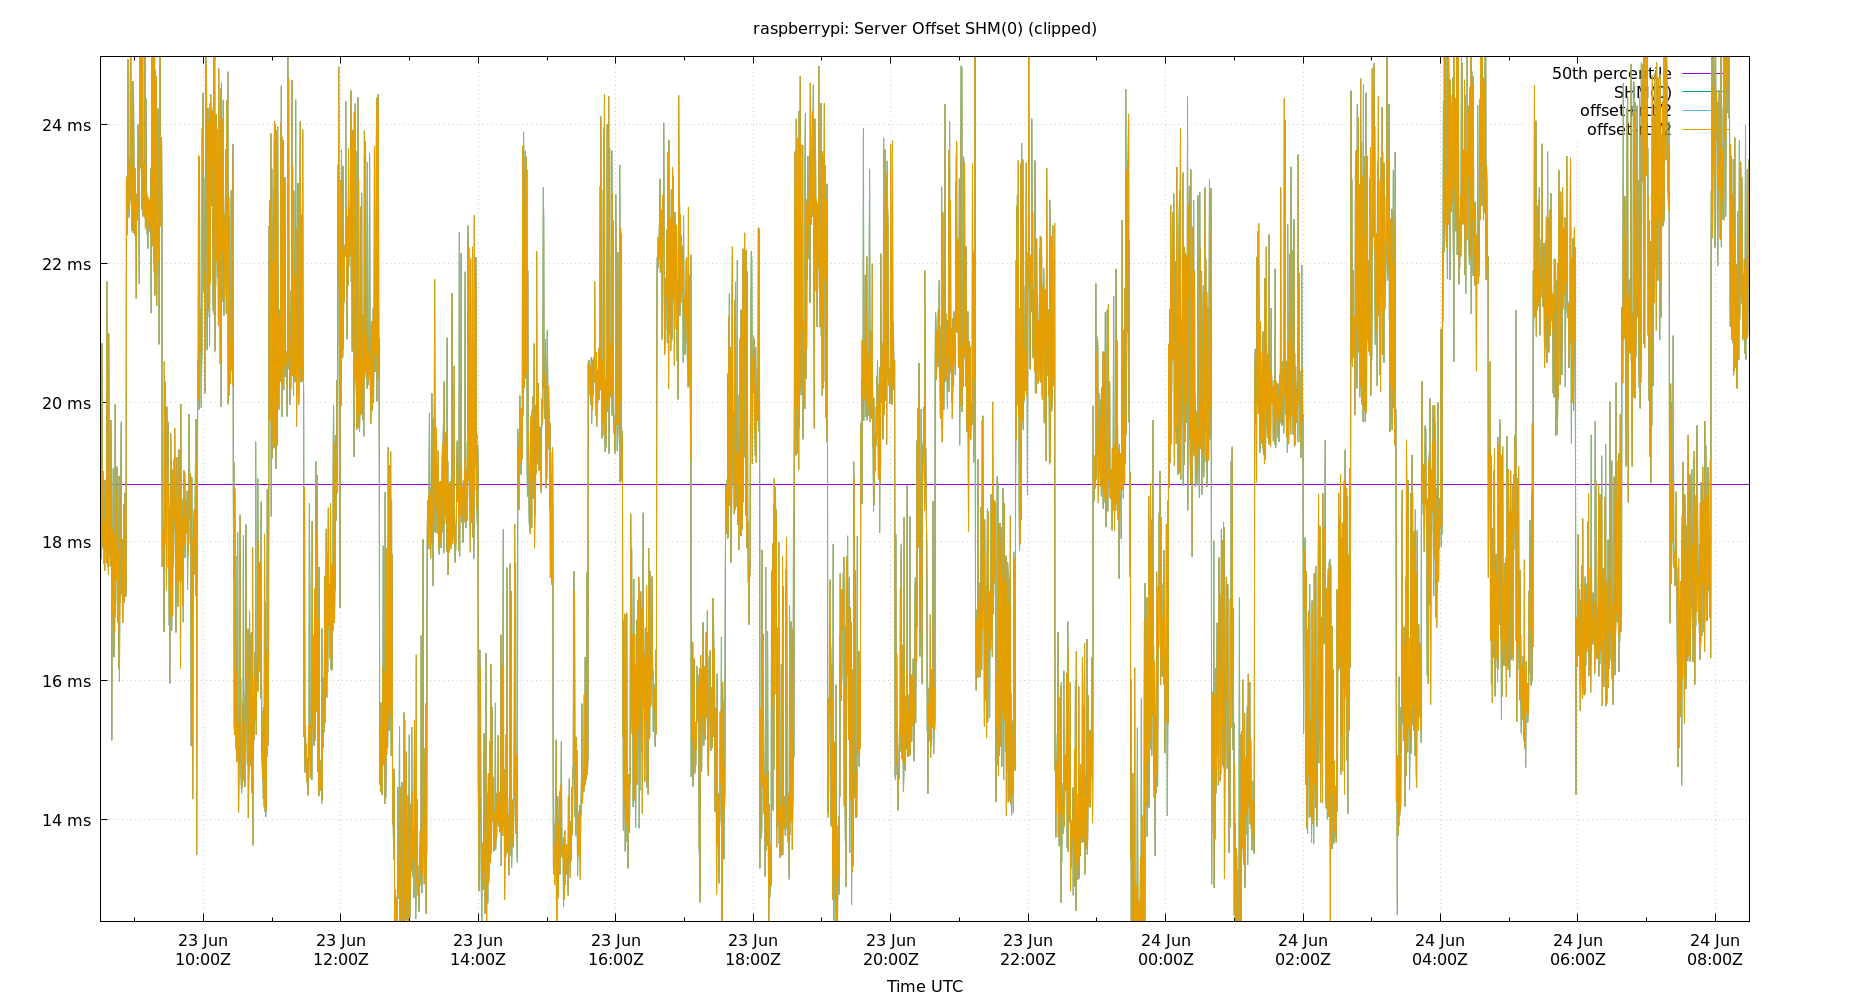 raspberrypi: Server Offset SHM(0) (clipped)
50th percentile
SHM(0)
24 ms
22 ms
20 ms
18 ms
16 ms
14 ms
23 Jun 23 Jun 23 Jun 23 Jun 23 Jun 23 Jun 23 Jun 24 Jun 24 Jun 24 Jun 24 Jun 24 Jun
10:00Z 12:00Z 14:00Z 16:00Z 18:00Z 20:00Z 22:00Z 00:00Z 02:00Z 04:00Z 06:00Z 08:00Z
Time UTC